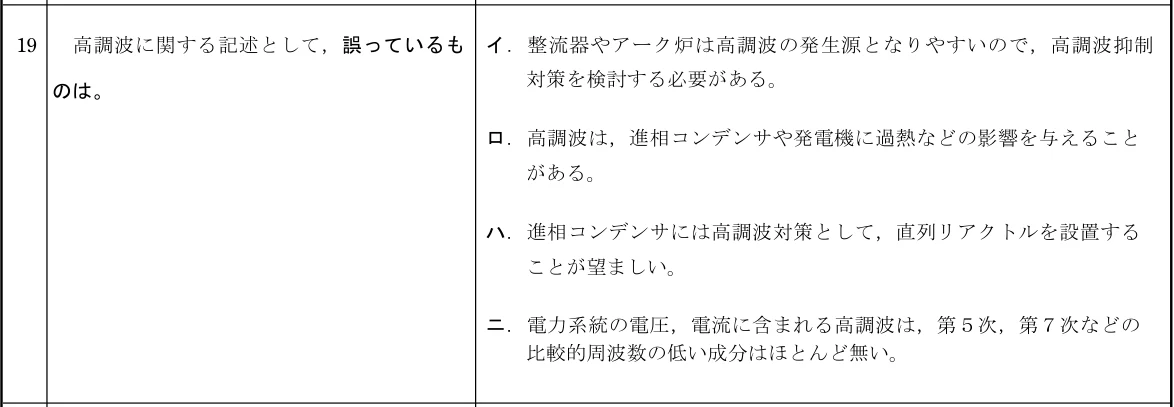 19 高調波に関する記述として，誤っているも
のは。
イ．整流器やアーク炉は高調波の発生源となりやすいので，高調波抑制
対策を検討する必要がある。
ロ．高調波は，進相コンデンサや発電機に過熱などの影響を与えること
がある。
ハ．進相コンデンサには高調波対策として，直列リアクトルを設置する
ことが望ましい。
ニ．電力系統の電圧，電流に含まれる高調波は，第５次，第７次などの
比較的周波数の低い成分はほとんど無い。